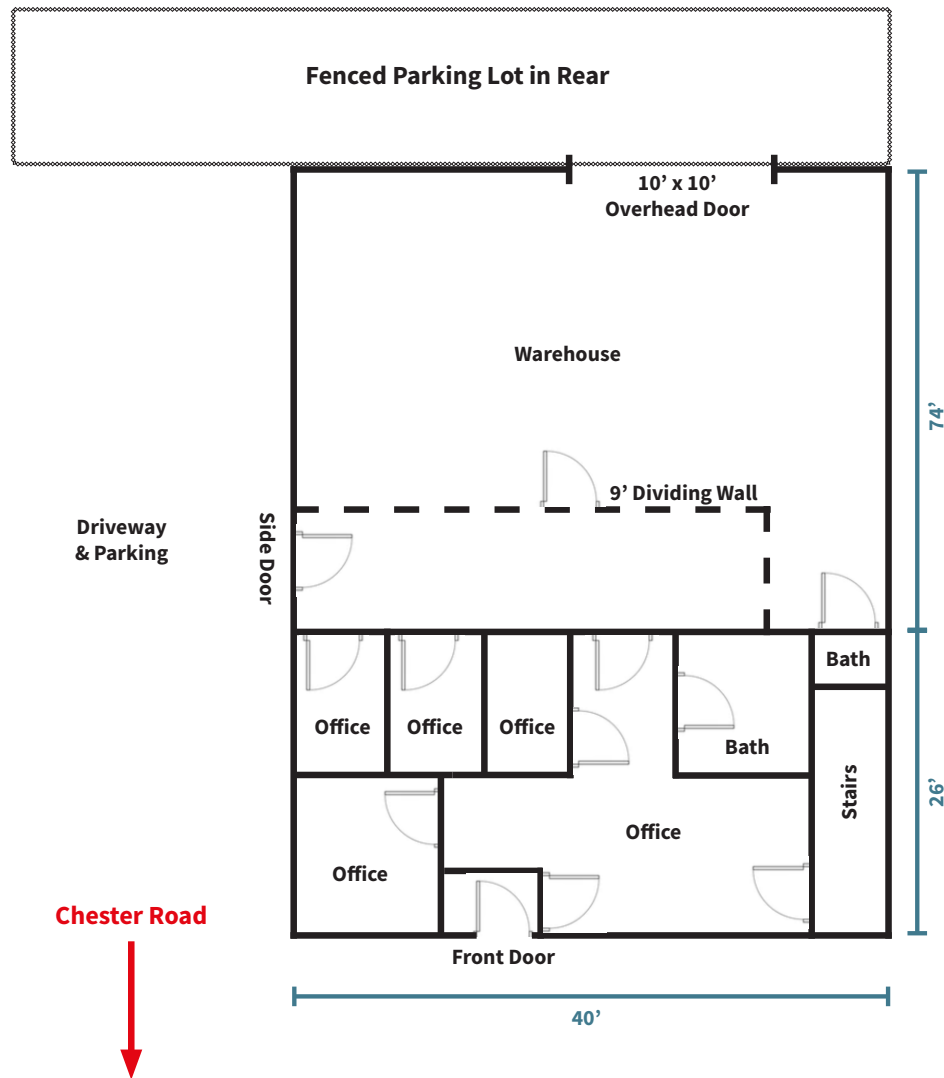 Fenced Parking Lot in Rear
10’ x 10’
Overhead Door
Warehouse
74’
9’ Dividing Wall
Driveway
& Parking
Side Door
Bath
Office
Office
Office
Bath
Stairs
26’
Office
Office
Chester Road
Front Door
40’